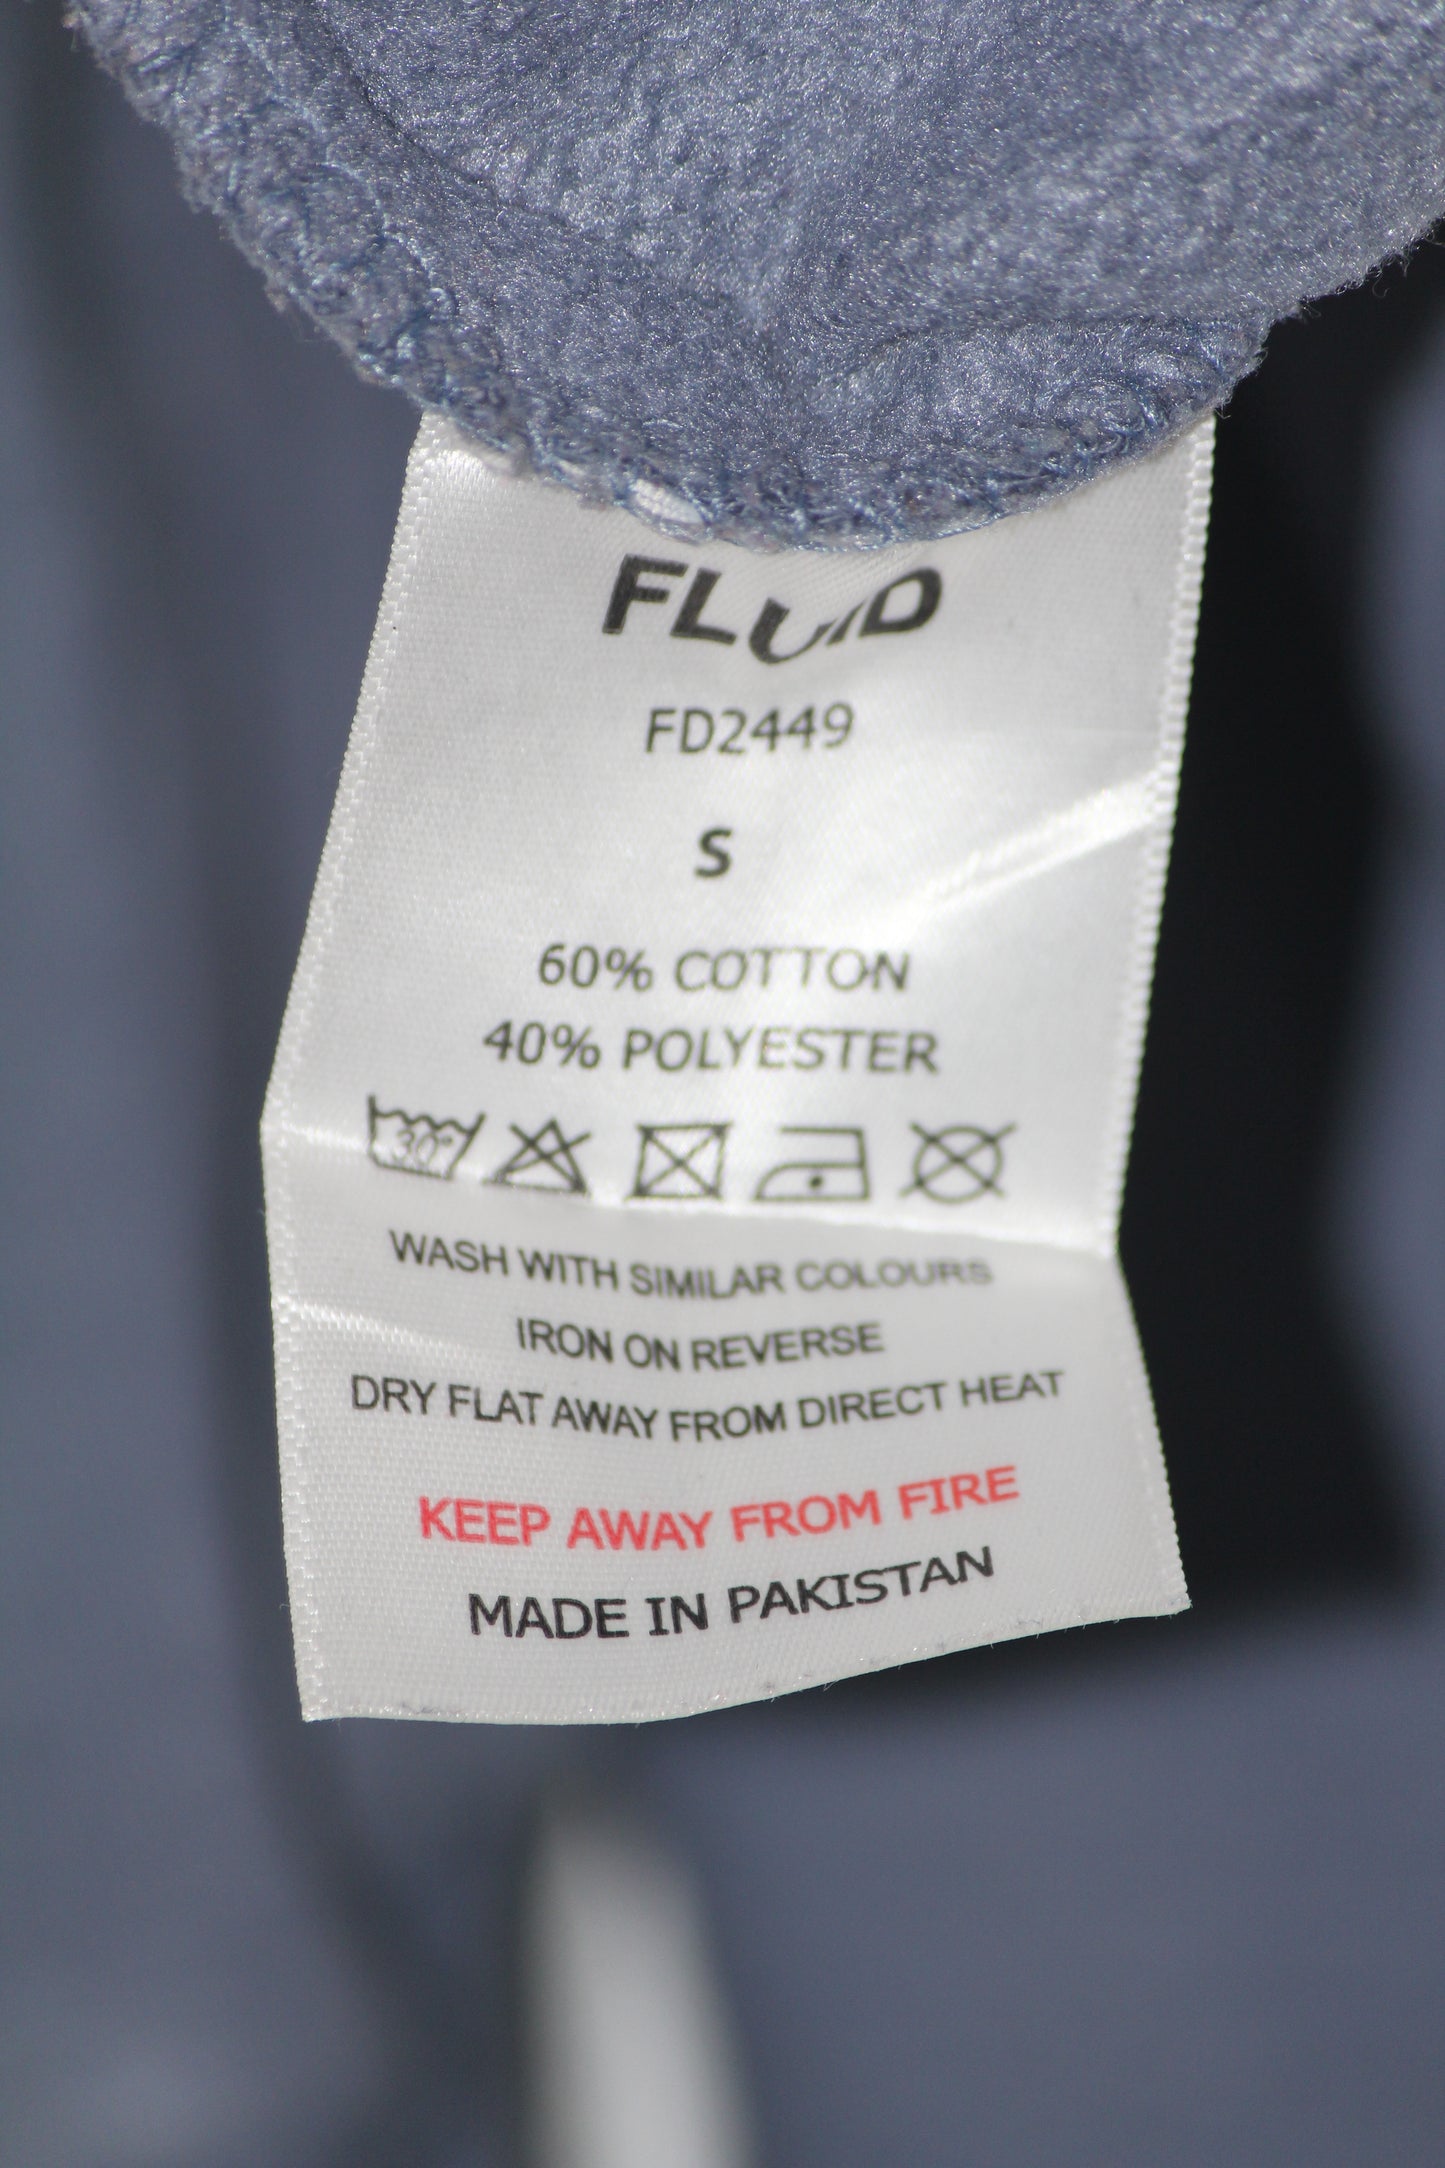 FLUID
FD2449
S
60% COTTON
40% POLYESTER
30°
WASH WITH SIMILAR COLOURS
IRON ON REVERSE
DRY FLAT AWAY FROM DIRECT HEAT
KEEP AWAY FROM FIRE
MADE IN PAKISTAN